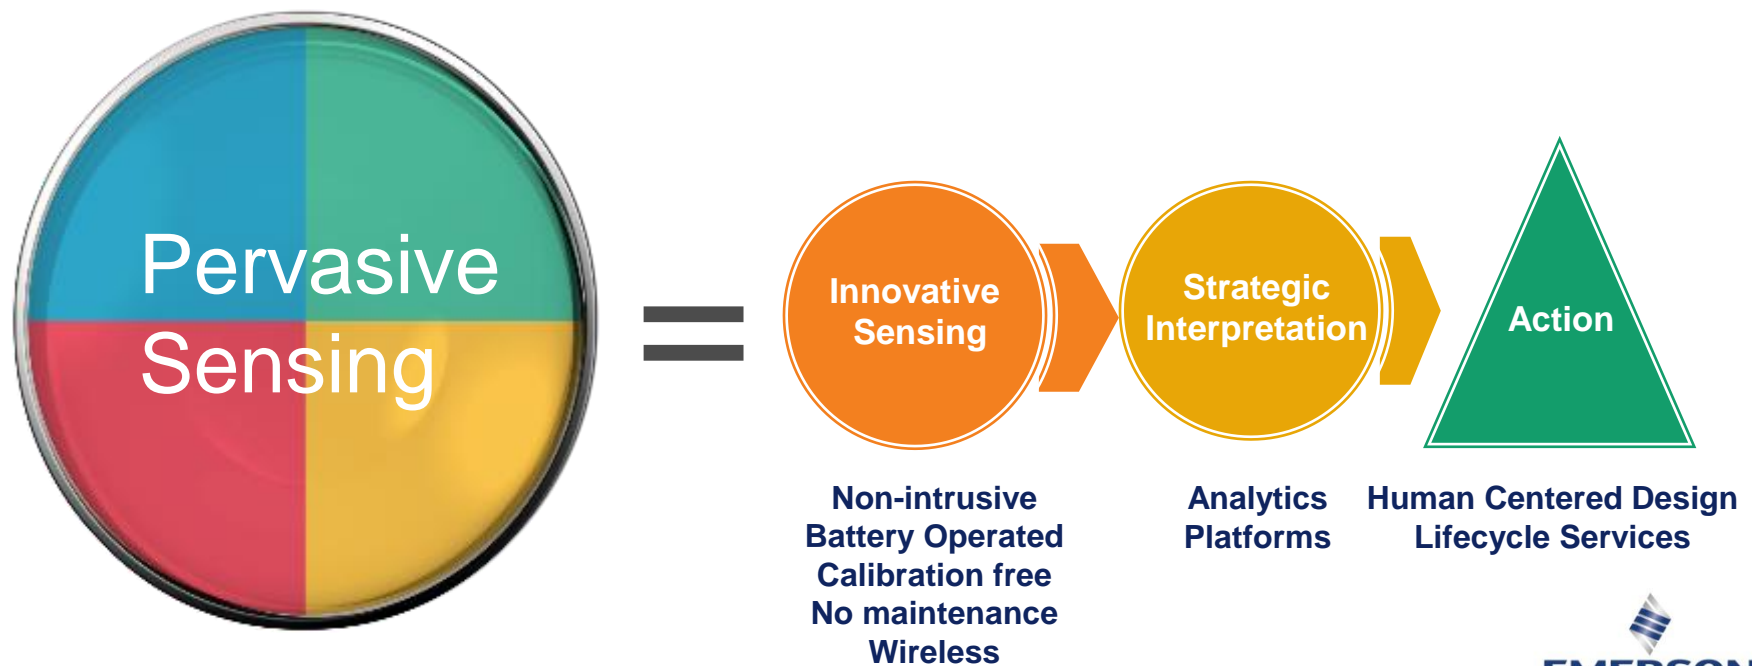 Pervasive
Sensing
=
Innovative
Sensing
Strategic
Interpretation
Action
Non-intrusive
Battery Operated
Calibration free
No maintenance
Wireless
Analytics
Platforms
Human Centered Design
Lifecycle Services
EMERSON